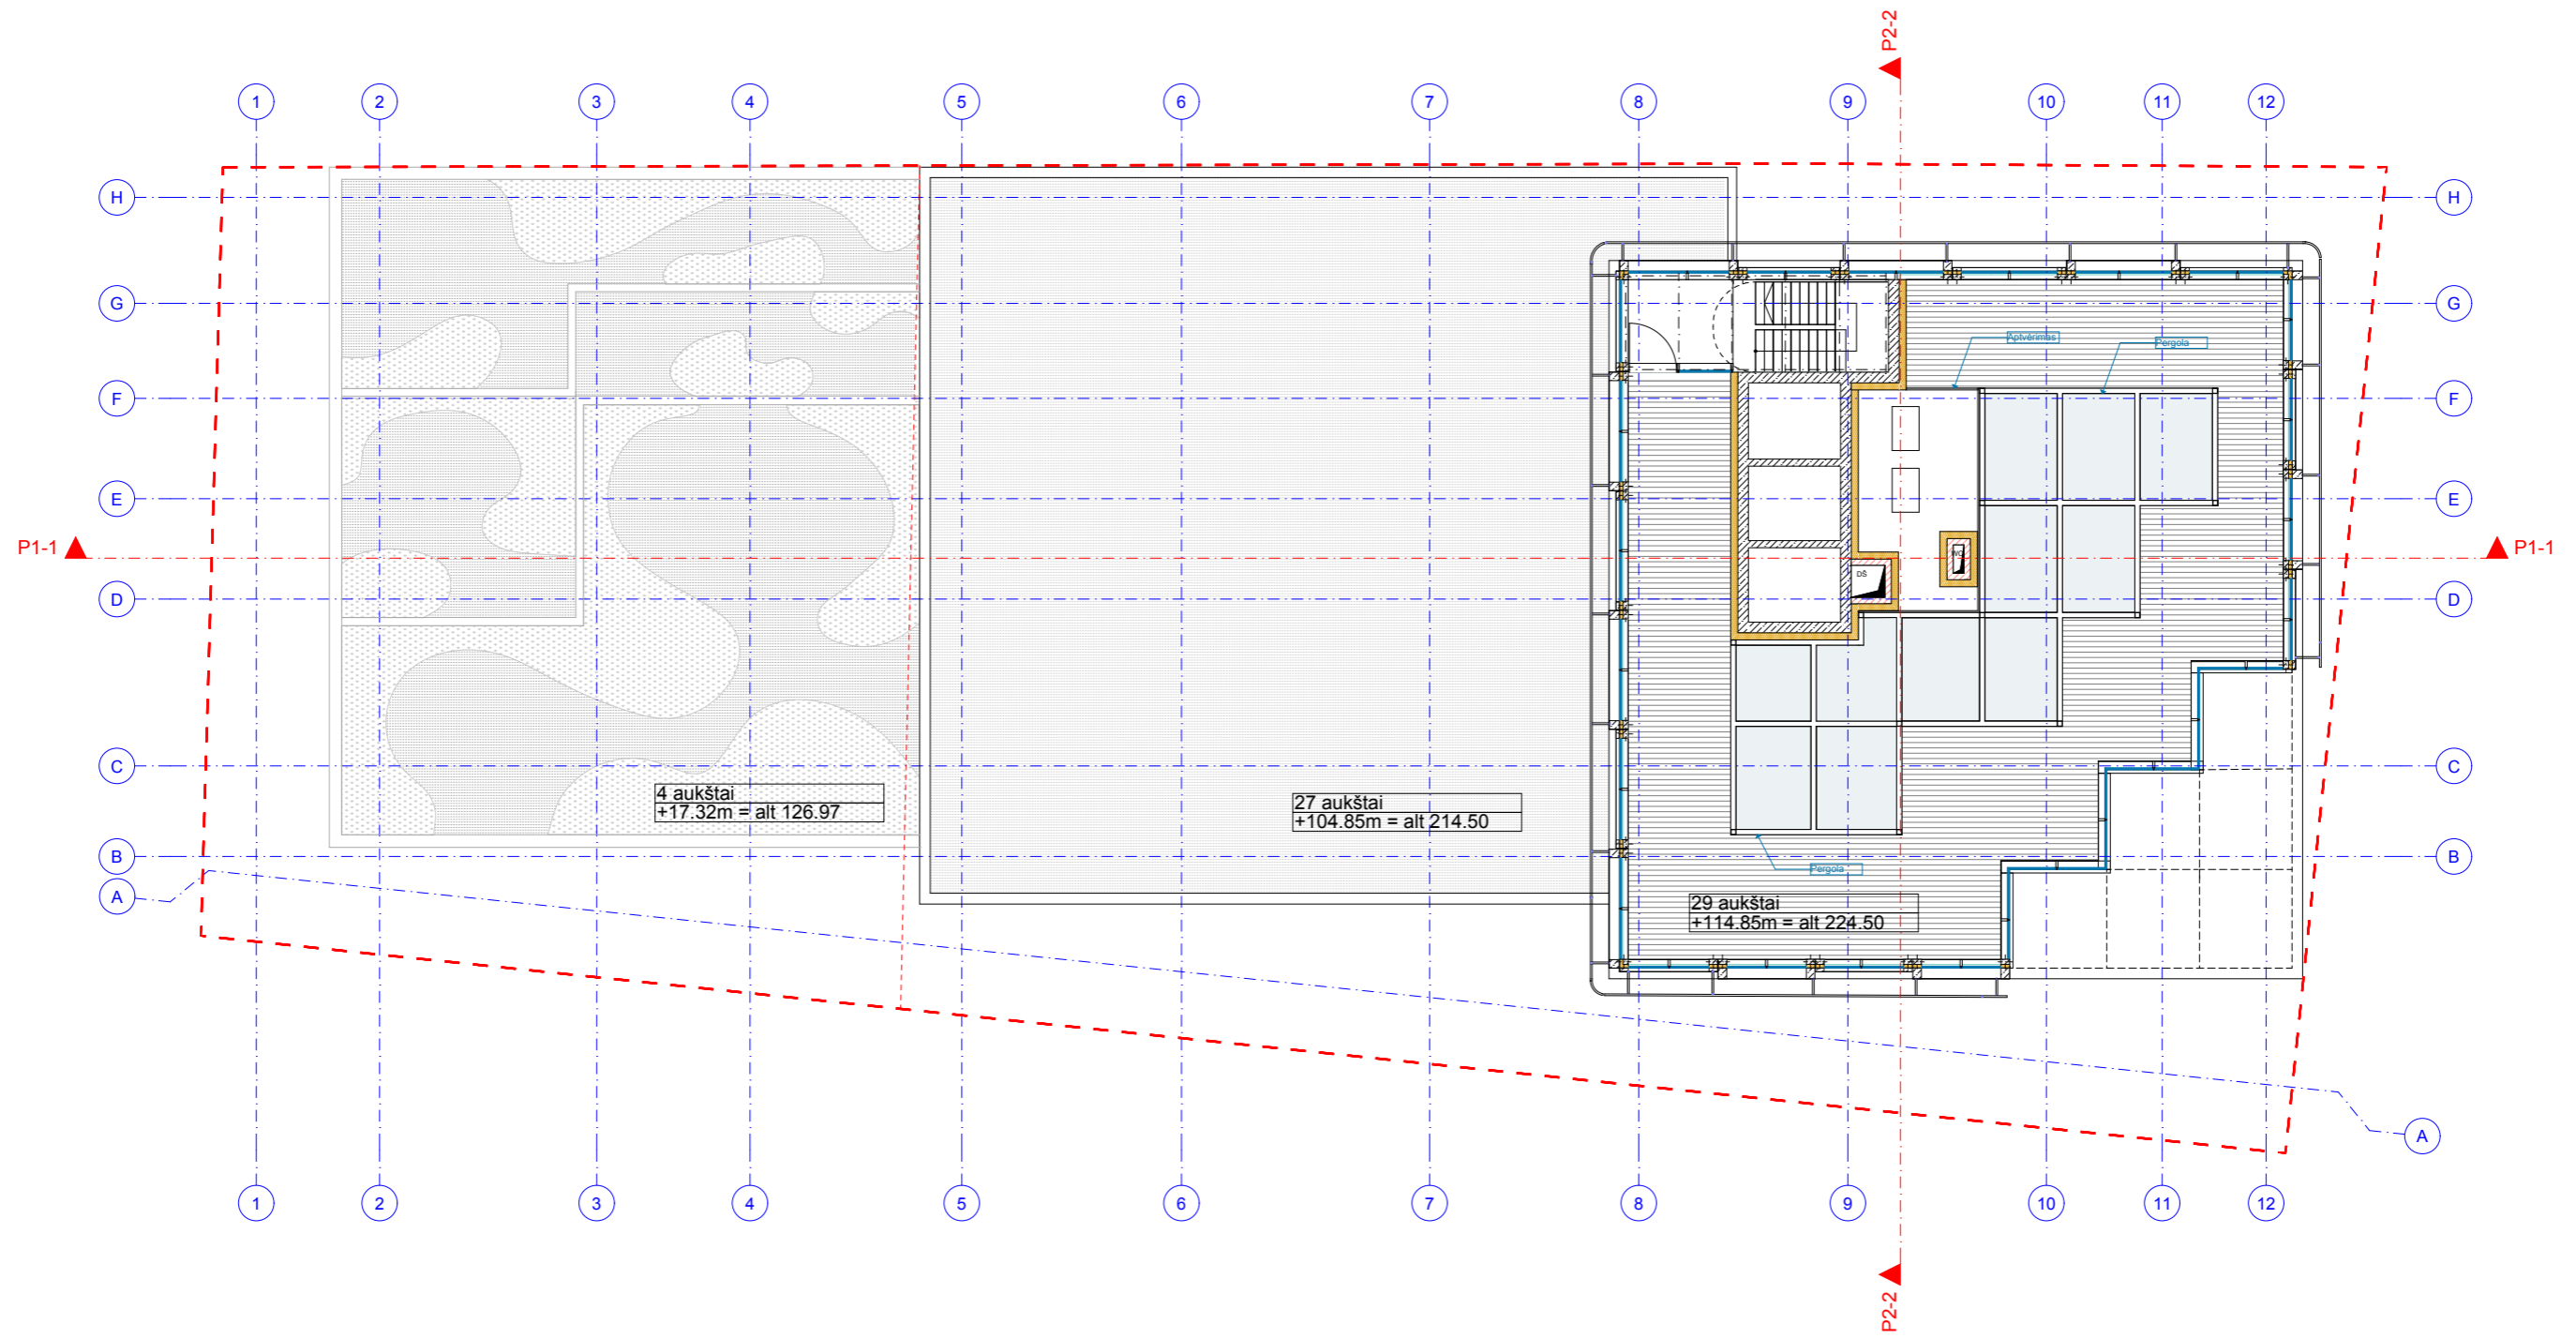 P2-2
1 2 3 4 5 6 7 8 9 10 11 12
H H
G G
Aptvėrimas
Pergola
F F
E E
P1-1 P1-1
DŠ
D D
C C
4 aukštai
+17.32m = alt 126.97
27 aukštai
+104.85m = alt 214.50
B B
Pergola
A
29 aukštai
+114.85m = alt 224.50
A
1 2 3 4 5 6 7 8 9 10 11 12
P2-2